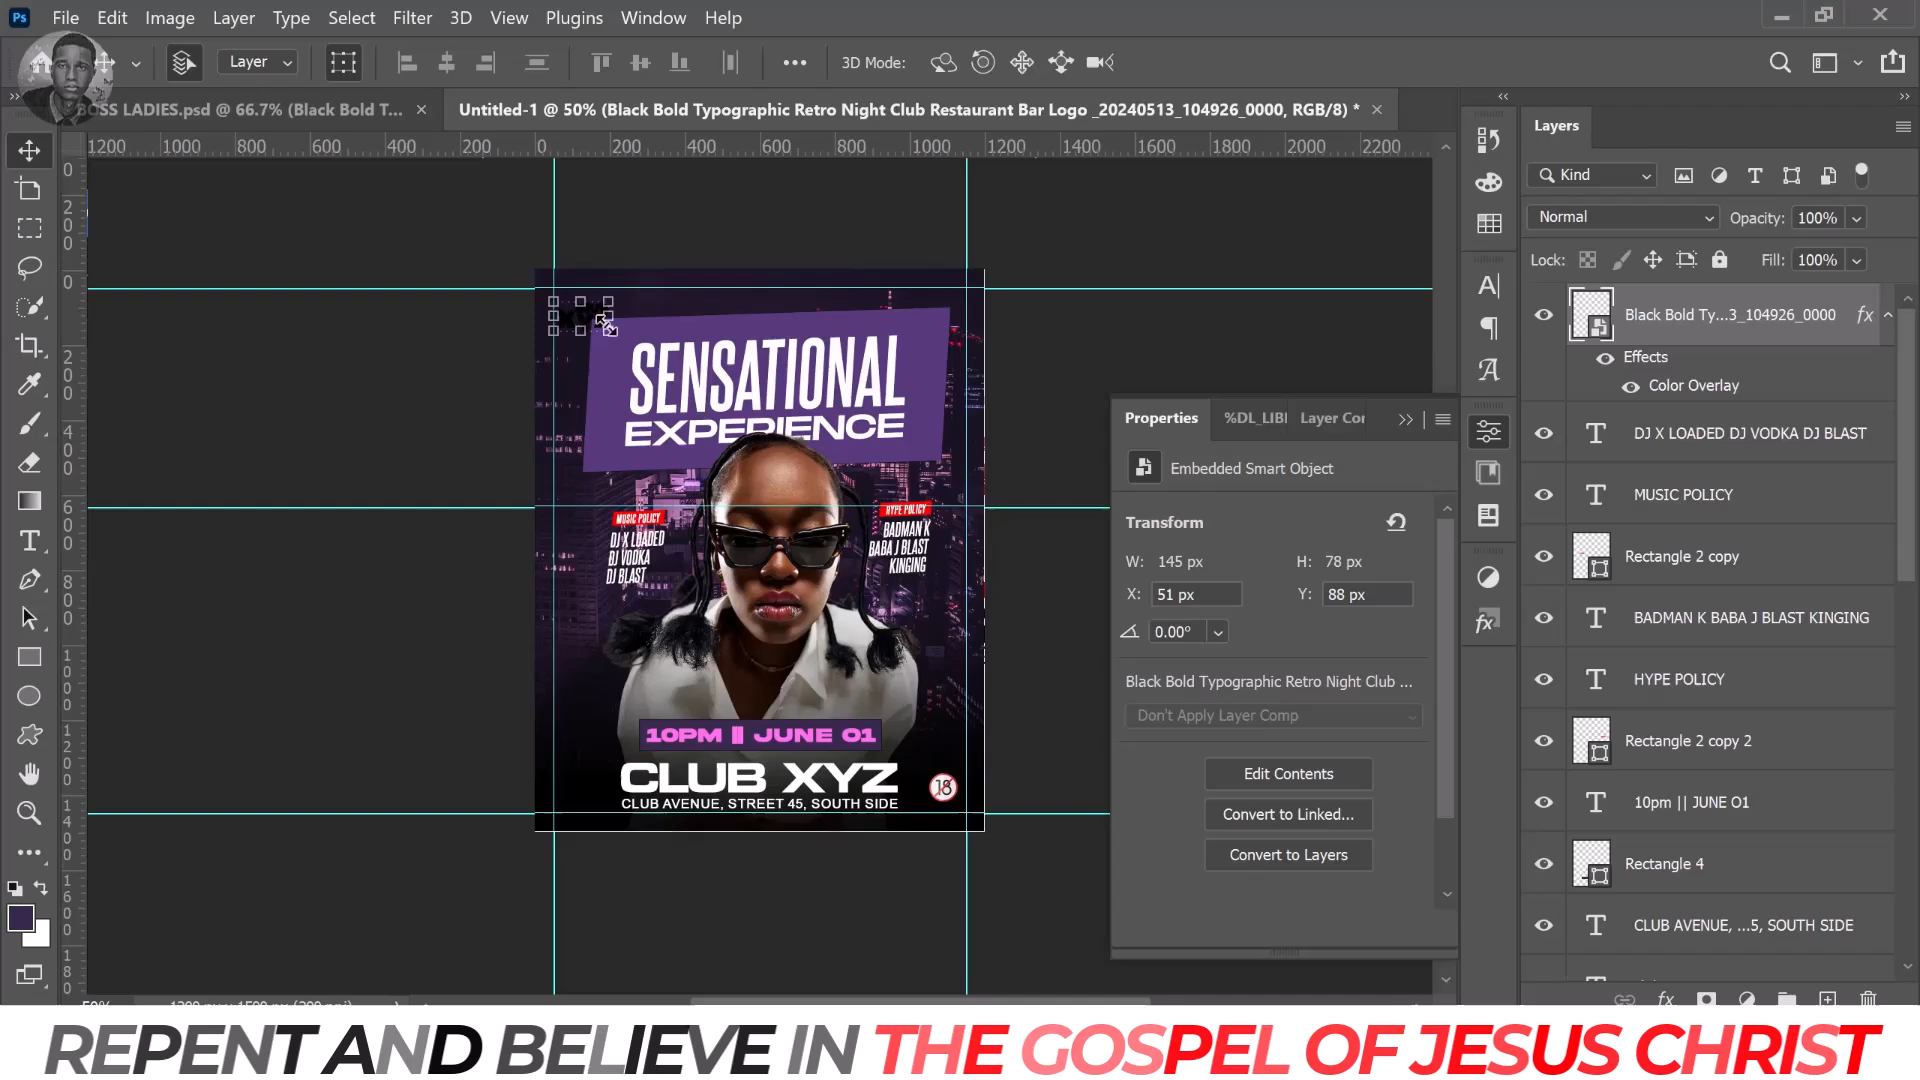 Ps File Edit Image Layer Type Select Filter 3D View Plugins Window Help
Layer 3D Mode:
BOSS LADIES.psd @ 66.7% (Black Bold T... Untitled-1 @ 50% (Black Bold Typographic Retro Night Club Restaurant Bar Logo _20240513_104926_0000, RGB/8) *
1200 1000 800 600 400 200 0 200 400 600 800 1000 1200 1400 1600 1800 2000 2200
SENSATIONAL
EXPERIENCE
MUSIC POLICY
DJ X LOADED
DJ VODKA
DJ BLAST
HYPE POLICY
BADMAN K
BABA J BLAST
KINGING
10PM || JUNE 01
CLUB XYZ
CLUB AVENUE, STREET 45, SOUTH SIDE
18
Properties %DL_LIBI Layer Cor
Embedded Smart Object
Transform
W: 145 px H: 78 px
X: 51 px Y: 88 px
0.00°
Black Bold Typographic Retro Night Club ...
Don't Apply Layer Comp
Edit Contents
Convert to Linked...
Convert to Layers
Layers
Kind
Normal Opacity: 100%
Lock: Fill: 100%
Black Bold Ty...3_104926_0000 fx
Effects
Color Overlay
DJ X LOADED DJ VODKA DJ BLAST
MUSIC POLICY
Rectangle 2 copy
BADMAN K BABA J BLAST KINGING
HYPE POLICY
Rectangle 2 copy 2
10pm || JUNE O1
Rectangle 4
CLUB AVENUE, ...5, SOUTH SIDE
REPENT AND BELIEVE IN THE GOSPEL OF JESUS CHRIST